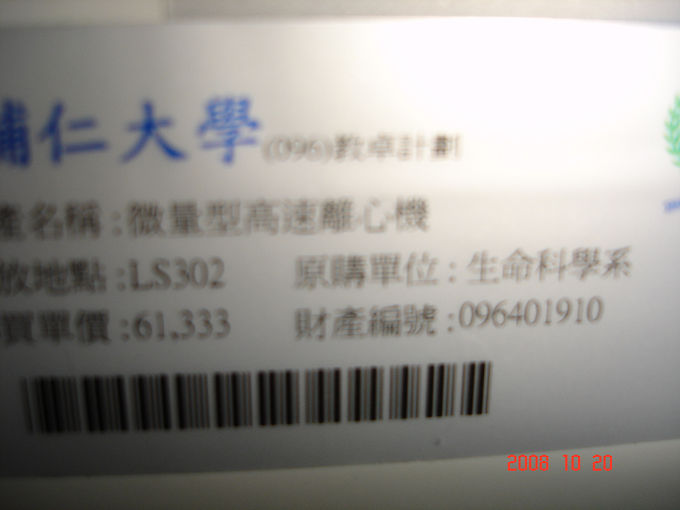 輔仁大學(096)教卓計劃
產名稱:微量型高速離心機
放地點:LS302 原購單位:生命科學系
買單價:61,333 財產編號:096401910
2008 10 20